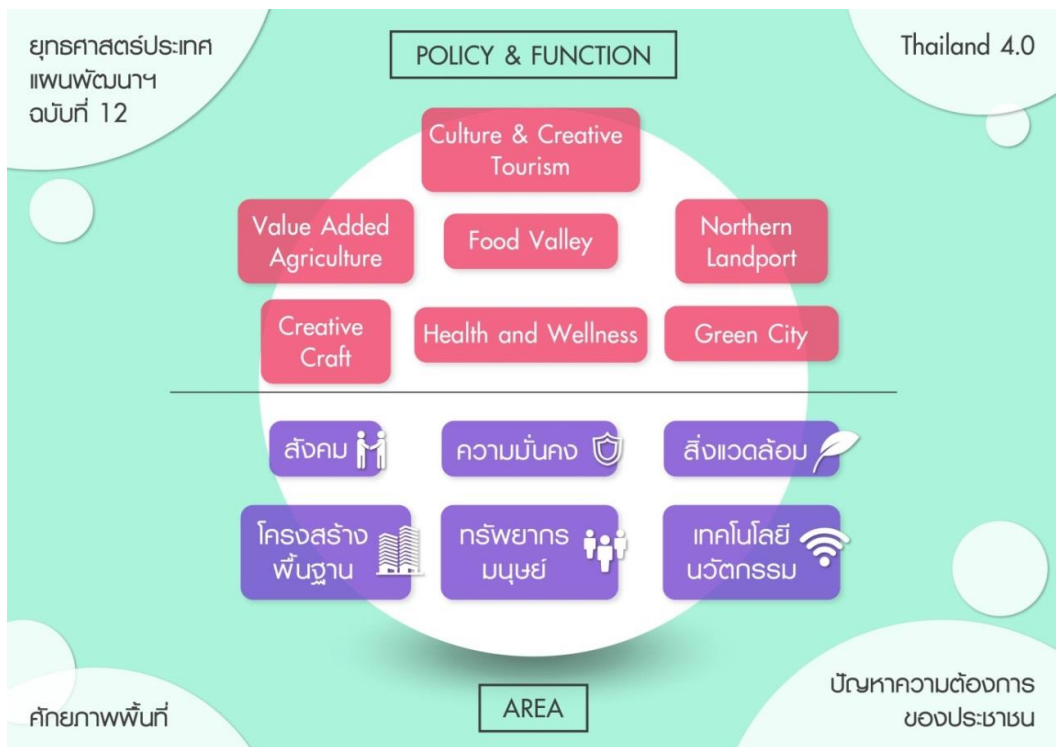 ยุทธศาสตร์ประเทศ
แผนพัฒนาฯ
ฉบับที่ 12
POLICY & FUNCTION
Thailand 4.0
Culture & Creative
Tourism
Value Added
Agriculture
Food Valley
Northern
Landport
Creative
Craft
Health and Wellness
Green City
สังคม
ความมั่นคง
สิ่งแวดล้อม
โครงสร้าง
พื้นฐาน
ทรัพยากร
มนุษย์
เทคโนโลยี
นวัตกรรม
ศักยภาพพื้นที่
AREA
ปัญหาความต้องการ
ของประชาชน